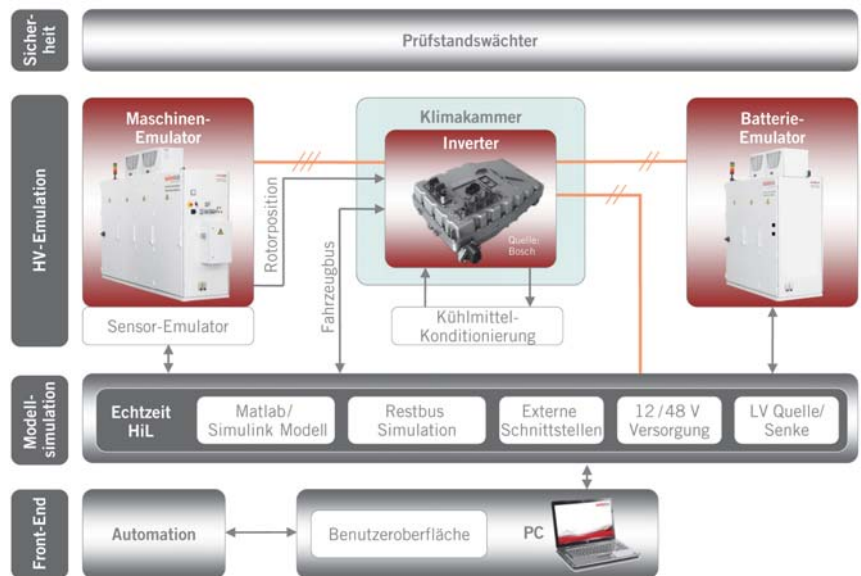 Sicher-
heit
Prüfstandswächter
HV-Emulation
Maschinen-
Emulator
Klimakammer
Inverter
Batterie-
Emulator
Rotorposition
Quelle:
Bosch
Fahrzeugbus
Sensor-Emulator
Kühlmittel-
Konditionierung
Modell-
simulation
Echtzeit
HiL
Matlab/
Simulink Modell
Restbus
Simulation
Externe
Schnittstellen
12 / 48 V
Versorgung
LV Quelle/
Senke
Front-End
Automation
Benutzeroberfläche
PC